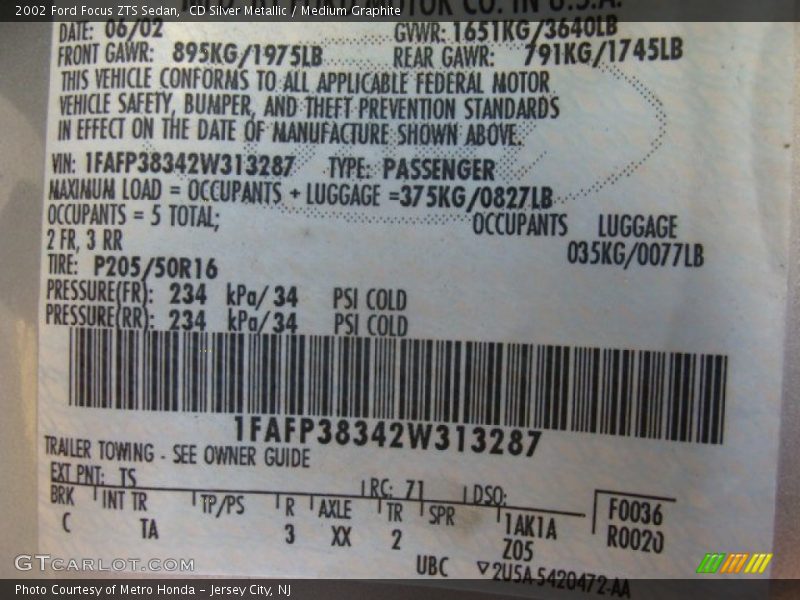 2002 Ford Focus ZTS Sedan, CD Silver Metallic / Medium Graphite
MOTOR CO. IN U.S.A.
DATE: 06/02 GVWR: 1651KG/3640LB
FRONT GAWR: 895KG/1975LB REAR GAWR: 791KG/1745LB
THIS VEHICLE CONFORMS TO ALL APPLICABLE FEDERAL MOTOR
VEHICLE SAFETY, BUMPER, AND THEFT PREVENTION STANDARDS
IN EFFECT ON THE DATE OF MANUFACTURE SHOWN ABOVE.
VIN: 1FAFP38342W313287 TYPE: PASSENGER
MAXIMUM LOAD = OCCUPANTS + LUGGAGE =375KG/0827LB
OCCUPANTS = 5 TOTAL; OCCUPANTS LUGGAGE
2 FR, 3 RR 035KG/0077LB
TIRE: P205/50R16
PRESSURE(FR): 234 kPa/ 34 PSI COLD
PRESSURE(RR): 234 kPa/ 34 PSI COLD
1FAFP38342W313287
TRAILER TOWING - SEE OWNER GUIDE
EXT PNT: TS RC: 71 DSO:
BRK INT TR TP/PS R AXLE TR SPR F0036
C TA 3 XX 2 1AK1A R0020
Z05
UBC ▽2U5A-5420472-AA
GTCARLOT.COM
Photo Courtesy of Metro Honda – Jersey City, NJ